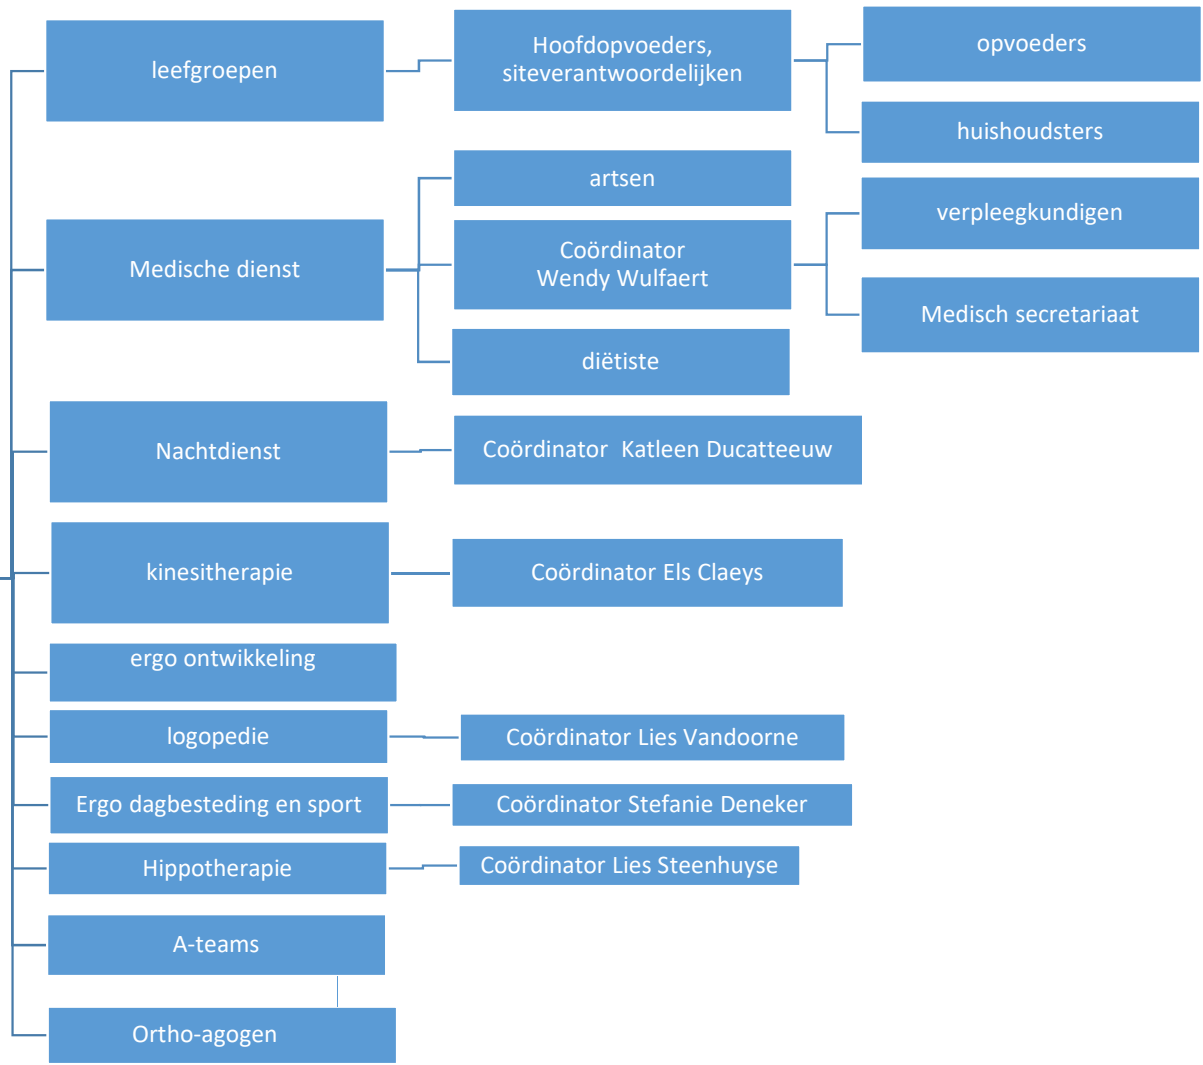 leefgroepen
Hoofdopvoeders,
siteverantwoordelijken
opvoeders
huishoudsters
Medische dienst
artsen
Coördinator
Wendy Wulfaert
verpleegkundigen
Medisch secretariaat
diëtiste
Nachtdienst
Coördinator  Katleen Ducatteeuw
kinesitherapie
Coördinator Els Claeys
ergo ontwikkeling
logopedie
Coördinator Lies Vandoorne
Ergo dagbesteding en sport
Coördinator Stefanie Deneker
Hippotherapie
Coördinator Lies Steenhuyse
A-teams
Ortho-agogen